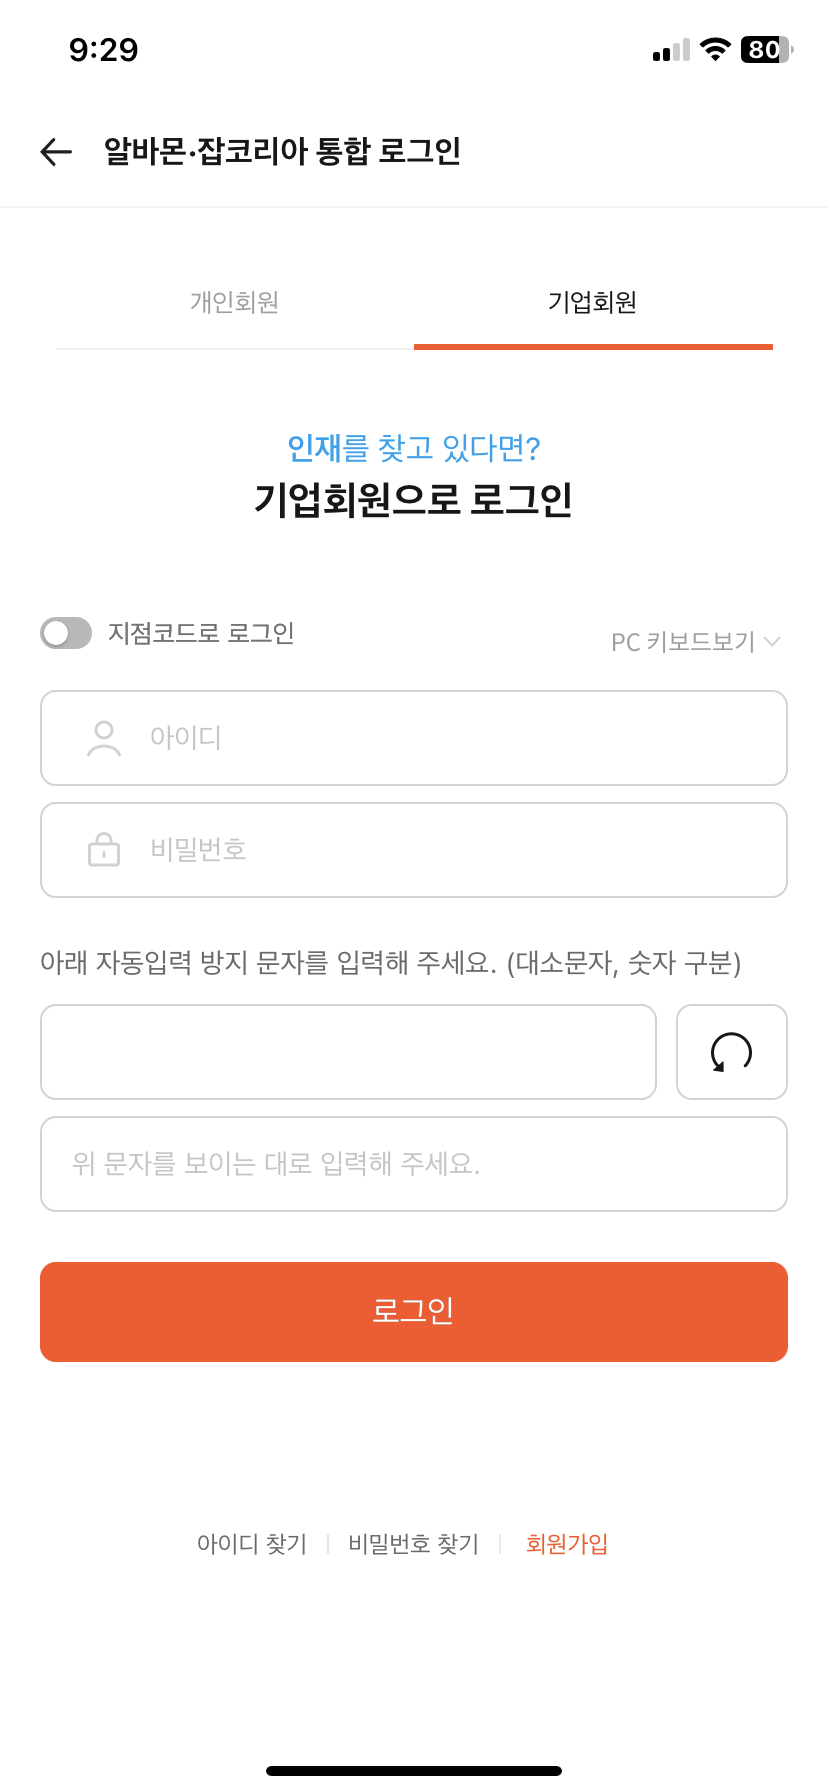 9:29
80
알바몬·잡코리아 통합 로그인
개인회원
기업회원
인재를 찾고 있다면?
기업회원으로 로그인
지점코드로 로그인
PC 키보드보기
아이디
비밀번호
아래 자동입력 방지 문자를 입력해 주세요. (대소문자, 숫자 구분)
위 문자를 보이는 대로 입력해 주세요.
로그인
아이디 찾기
비밀번호 찾기
회원가입